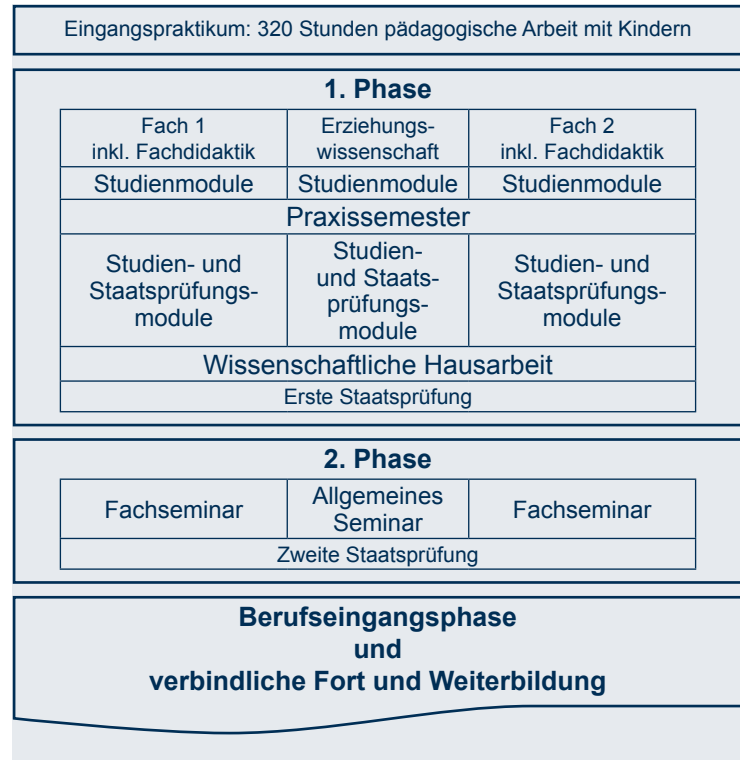 Eingangspraktikum: 320 Stunden pädagogische Arbeit mit Kindern
1. Phase
Fach 1
inkl. Fachdidaktik
Erziehungs-
wissenschaft
Fach 2
inkl. Fachdidaktik
Studienmodule
Studienmodule
Studienmodule
Praxissemester
Studien- und
Staatsprüfungs-
module
Studien-
und Staats-
prüfungs-
module
Studien- und
Staatsprüfungs-
module
Wissenschaftliche Hausarbeit
Erste Staatsprüfung
2. Phase
Fachseminar
Allgemeines
Seminar
Fachseminar
Zweite Staatsprüfung
Berufseingangsphase
und
verbindliche Fort und Weiterbildung